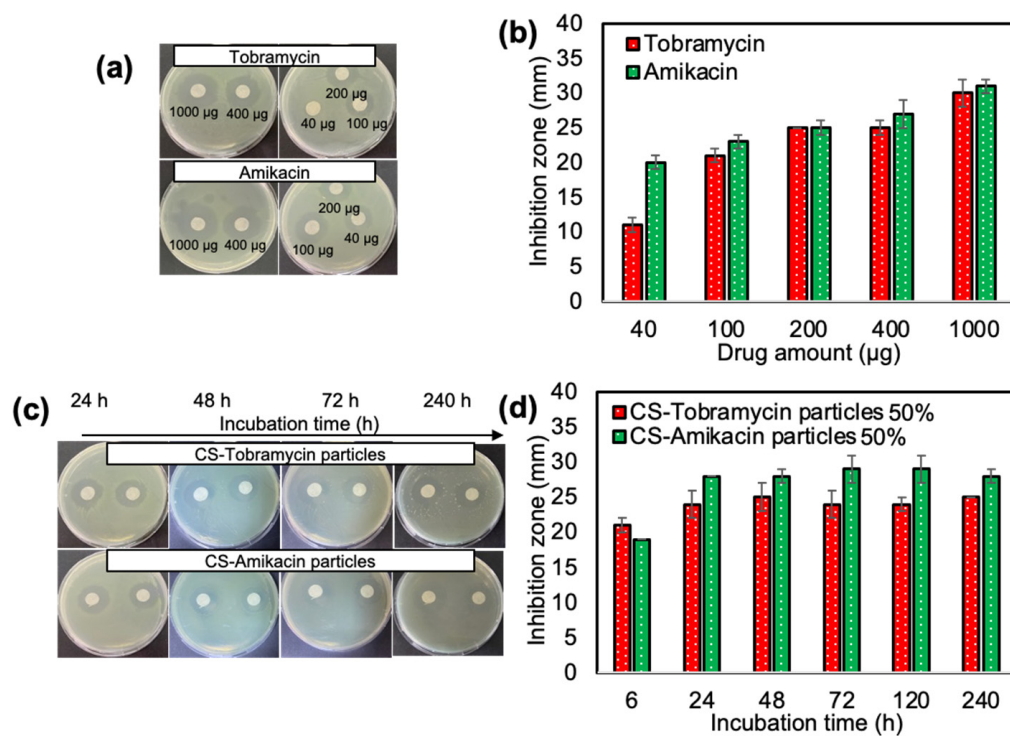 (a)
Tobramycin
1000 µg
400 µg
200 µg
40 µg
100 µg
Amikacin
1000 µg
400 µg
200 µg
100 µg
40 µg
(b)
Tobramycin
Amikacin
Inhibition zone (mm)
40
35
30
25
20
15
10
5
0
40 100 200 400 1000
Drug amount (µg)
(c)
24 h 48 h 72 h 240 h
Incubation time (h)
CS-Tobramycin particles
CS-Amikacin particles
(d)
CS-Tobramycin particles 50%
CS-Amikacin particles 50%
Inhibition zone (mm)
40
35
30
25
20
15
10
5
0
6 24 48 72 120 240
Incubation time (h)